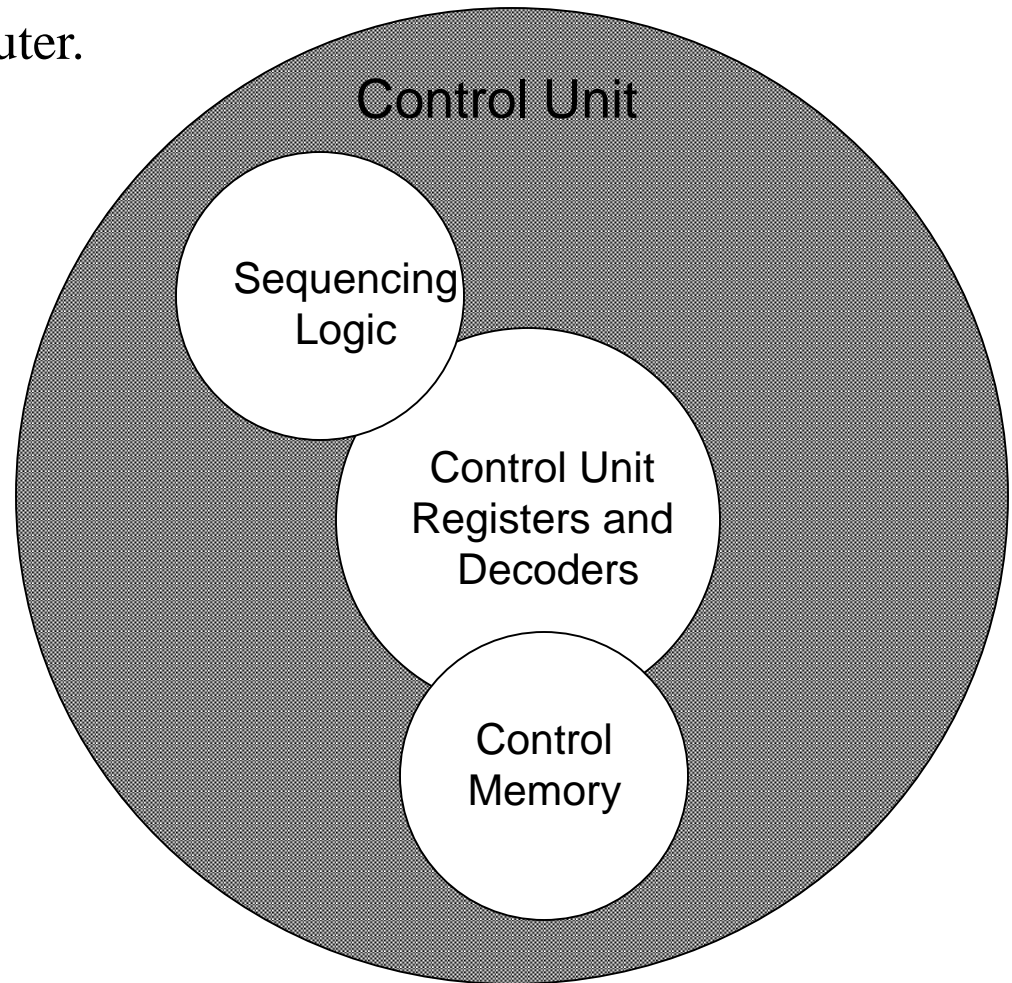 uter.
Control Unit
Sequencing
Logic
Control Unit
Registers and
Decoders
Control
Memory